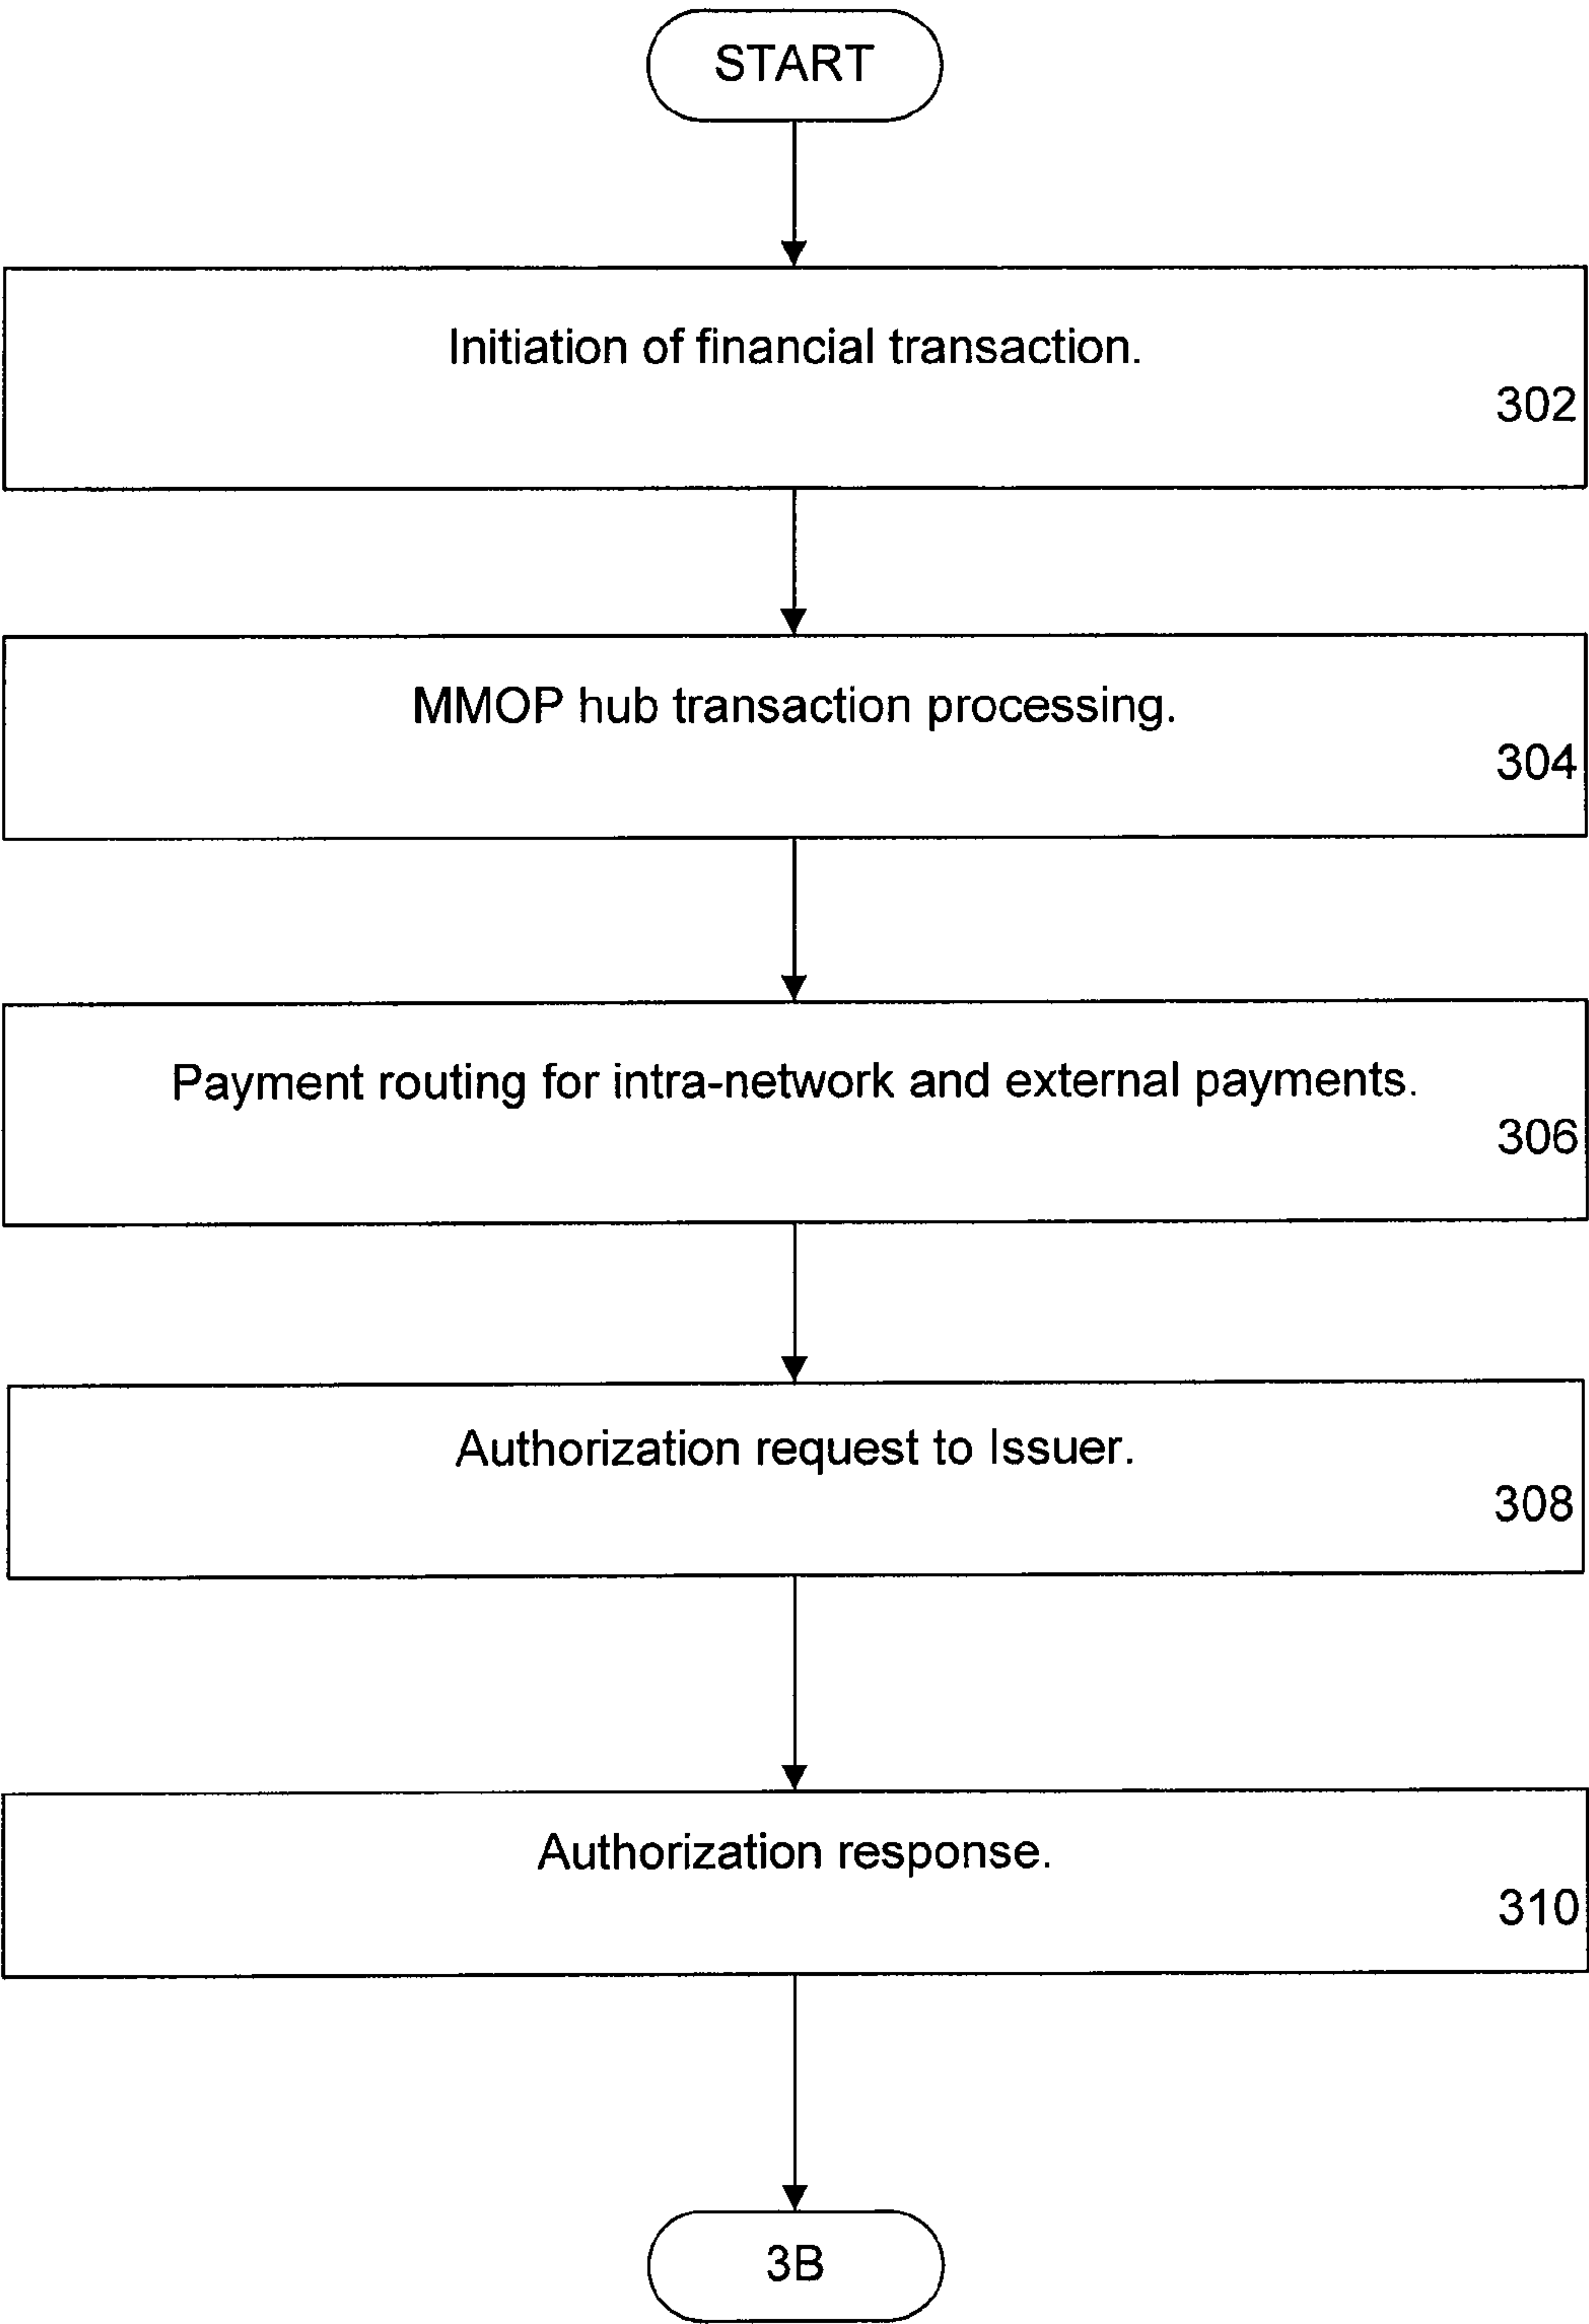 START
Initiation of financial transaction.
302
MMOP hub transaction processing.
304
Payment routing for intra-network and external payments.
306
Authorization request to Issuer.
308
Authorization response.
310
3B